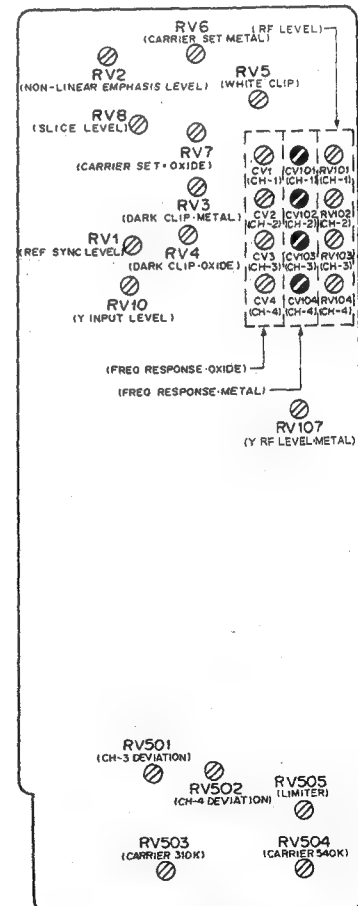 RV6
(CARRIER SET METAL)
(RF LEVEL)
RV2
(NON-LINEAR EMPHASIS LEVEL)
RV5
(WHITE CLIP)
RV8
(SLICE LEVEL)
RV7
(CARRIER SET·OXIDE)
CV1
(CH-1)
CV101
(CH-1)
RV101
(CH-1)
RV3
(DARK CLIP·METAL)
CV2
(CH-2)
CV102
(CH-2)
RV102
(CH-2)
RV1
(REF SYNC LEVEL)
RV4
(DARK CLIP·OXIDE)
CV3
(CH-3)
CV103
(CH-3)
RV103
(CH-3)
RV10
(Y INPUT LEVEL)
CV4
(CH-4)
CV104
(CH-4)
RV104
(CH-4)
(FREQ RESPONSE·OXIDE)
(FREQ RESPONSE·METAL)
RV107
(Y RF LEVEL·METAL)
RV501
(CH-3 DEVIATION)
RV502
(CH-4 DEVIATION)
RV505
(LIMITER)
RV503
(CARRIER 310K)
RV504
(CARRIER 540K)